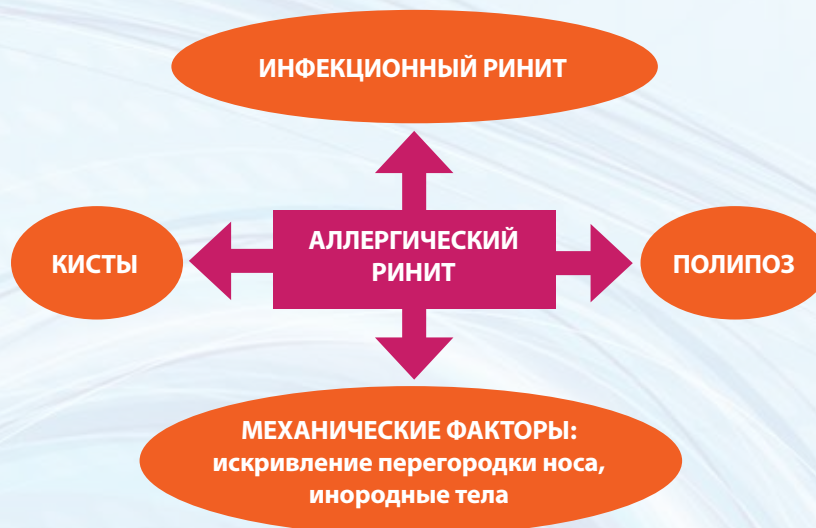 ИНФЕКЦИОННЫЙ РИНИТ
КИСТЫ
АЛЛЕРГИЧЕСКИЙ
РИНИТ
ПОЛИПОЗ
МЕХАНИЧЕСКИЕ ФАКТОРЫ:
искривление перегородки носа,
инородные тела